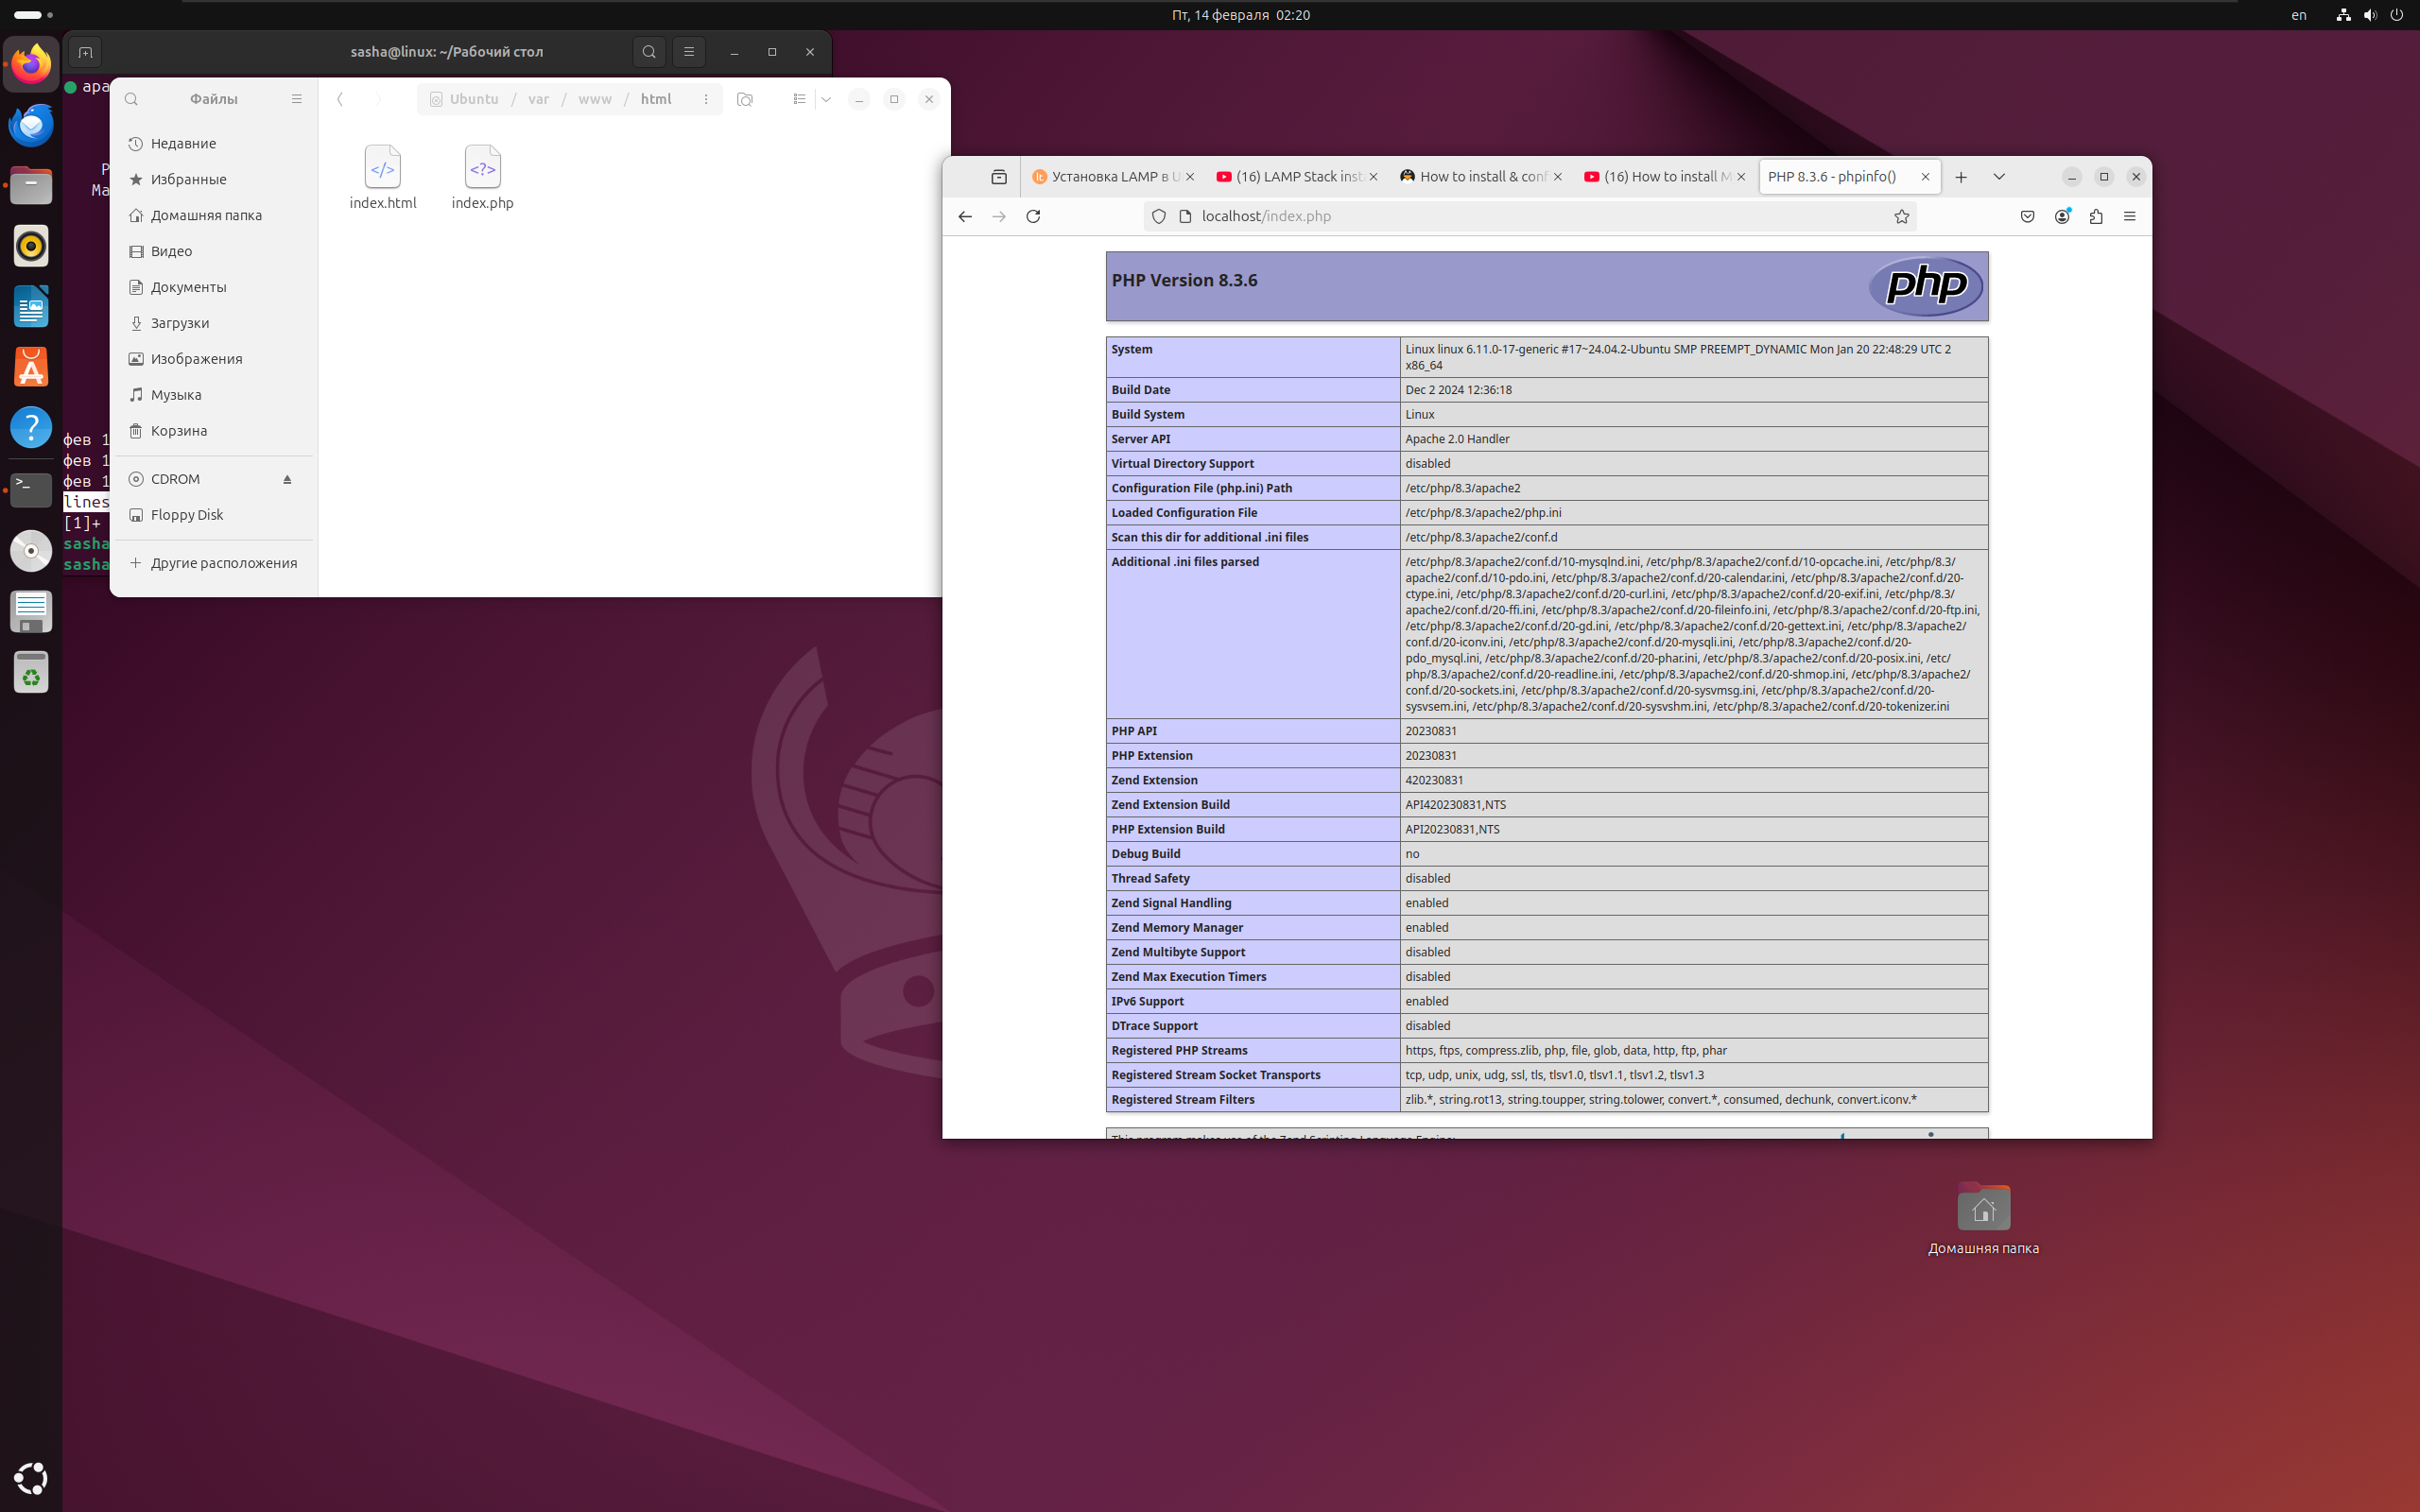 Пт, 14 февраля 02:20
en
sasha@linux: ~/Рабочий стол
Файлы
Ubuntu / var / www / html
Недавние
Избранные
Домашняя папка
Видео
Документы
Загрузки
Изображения
Музыка
Корзина
CDROM
Floppy Disk
Другие расположения
index.html
index.php
фев 1
фев 1
фев 1
lines
[1]+
sasha
sasha
Установка LAMP в U
(16) LAMP Stack inst
How to install & con
(16) How to install M
PHP 8.3.6 - phpinfo()
localhost/index.php
PHP Version 8.3.6
php
System
Linux linux 6.11.0-17-generic #17~24.04.2-Ubuntu SMP PREEMPT_DYNAMIC Mon Jan 20 22:48:29 UTC 2
x86_64
Build Date
Dec 2 2024 12:36:18
Build System
Linux
Server API
Apache 2.0 Handler
Virtual Directory Support
disabled
Configuration File (php.ini) Path
/etc/php/8.3/apache2
Loaded Configuration File
/etc/php/8.3/apache2/php.ini
Scan this dir for additional .ini files
/etc/php/8.3/apache2/conf.d
Additional .ini files parsed
/etc/php/8.3/apache2/conf.d/10-mysqlnd.ini, /etc/php/8.3/apache2/conf.d/10-opcache.ini, /etc/php/8.3/
apache2/conf.d/10-pdo.ini, /etc/php/8.3/apache2/conf.d/20-calendar.ini, /etc/php/8.3/apache2/conf.d/20-
ctype.ini, /etc/php/8.3/apache2/conf.d/20-curl.ini, /etc/php/8.3/apache2/conf.d/20-exif.ini, /etc/php/8.3/
apache2/conf.d/20-ffi.ini, /etc/php/8.3/apache2/conf.d/20-fileinfo.ini, /etc/php/8.3/apache2/conf.d/20-ftp.ini,
/etc/php/8.3/apache2/conf.d/20-gd.ini, /etc/php/8.3/apache2/conf.d/20-gettext.ini, /etc/php/8.3/apache2/
conf.d/20-iconv.ini, /etc/php/8.3/apache2/conf.d/20-mysqli.ini, /etc/php/8.3/apache2/conf.d/20-
pdo_mysql.ini, /etc/php/8.3/apache2/conf.d/20-phar.ini, /etc/php/8.3/apache2/conf.d/20-posix.ini, /etc/
php/8.3/apache2/conf.d/20-readline.ini, /etc/php/8.3/apache2/conf.d/20-shmop.ini, /etc/php/8.3/apache2/
conf.d/20-sockets.ini, /etc/php/8.3/apache2/conf.d/20-sysvmsg.ini, /etc/php/8.3/apache2/conf.d/20-
sysvsem.ini, /etc/php/8.3/apache2/conf.d/20-sysvshm.ini, /etc/php/8.3/apache2/conf.d/20-tokenizer.ini
PHP API
20230831
PHP Extension
20230831
Zend Extension
420230831
Zend Extension Build
API420230831,NTS
PHP Extension Build
API20230831,NTS
Debug Build
no
Thread Safety
disabled
Zend Signal Handling
enabled
Zend Memory Manager
enabled
Zend Multibyte Support
disabled
Zend Max Execution Timers
disabled
IPv6 Support
enabled
DTrace Support
disabled
Registered PHP Streams
https, ftps, compress.zlib, php, file, glob, data, http, ftp, phar
Registered Stream Socket Transports
tcp, udp, unix, udg, ssl, tls, tlsv1.0, tlsv1.1, tlsv1.2, tlsv1.3
Registered Stream Filters
zlib.*, string.rot13, string.toupper, string.tolower, convert.*, consumed, dechunk, convert.iconv.*
Домашняя папка